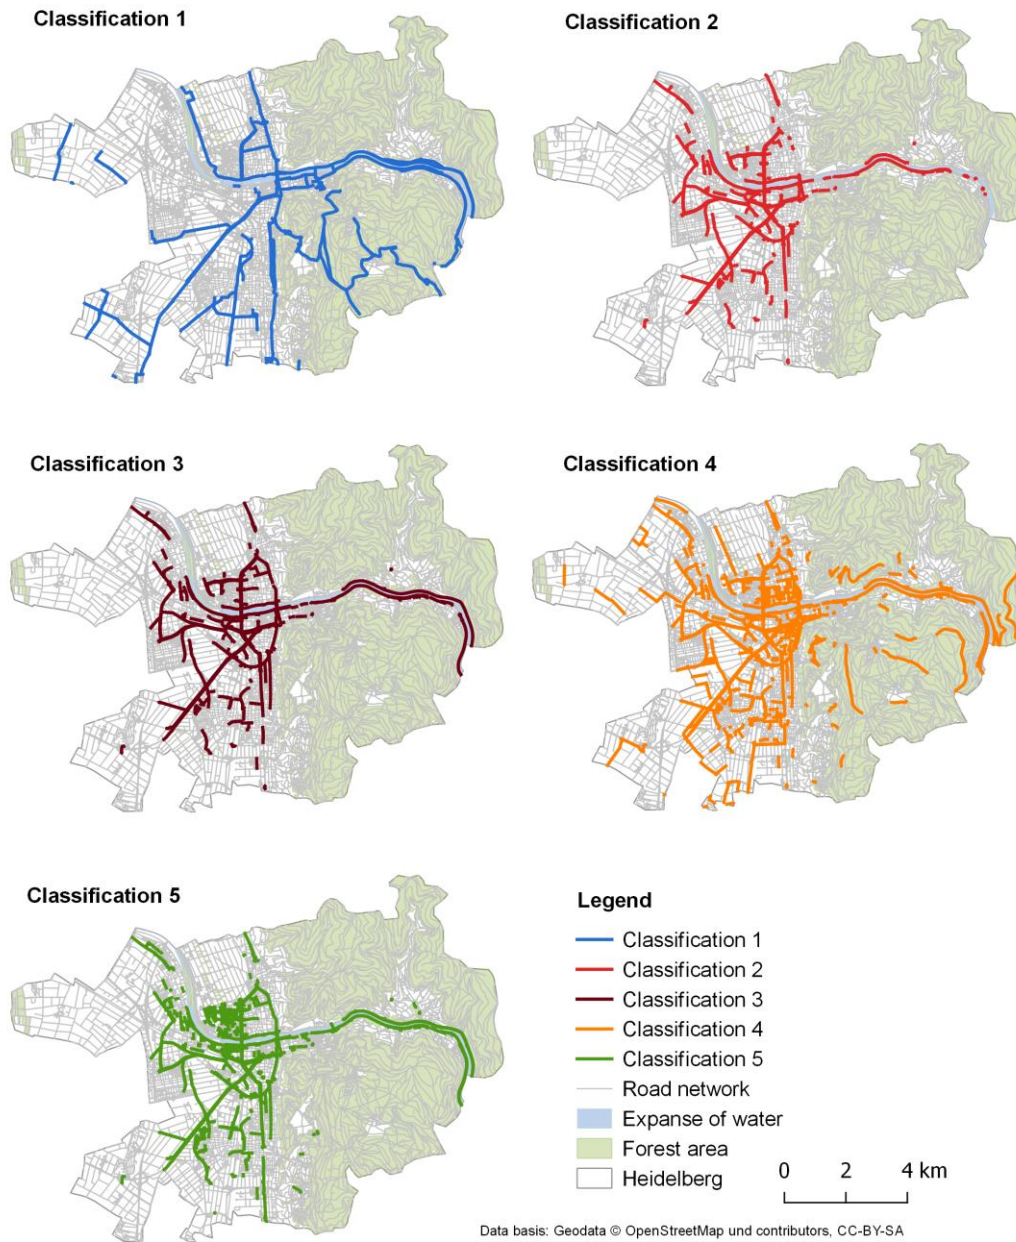 Classification 1
Classification 2
Classification 3
Classification 4
Classification 5
Legend
Classification 1
Classification 2
Classification 3
Classification 4
Classification 5
Road network
Expanse of water
Forest area
Heidelberg
0 2 4 km
Data basis: Geodata © OpenStreetMap und contributors, CC-BY-SA